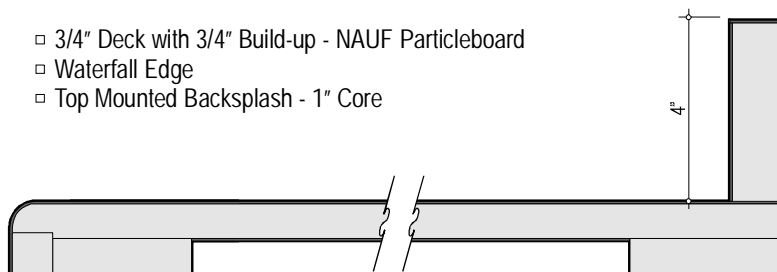 3/4" Deck with 3/4" Build-up - NAUF Particleboard
Waterfall Edge
Top Mounted Backsplash - 1" Core
4"